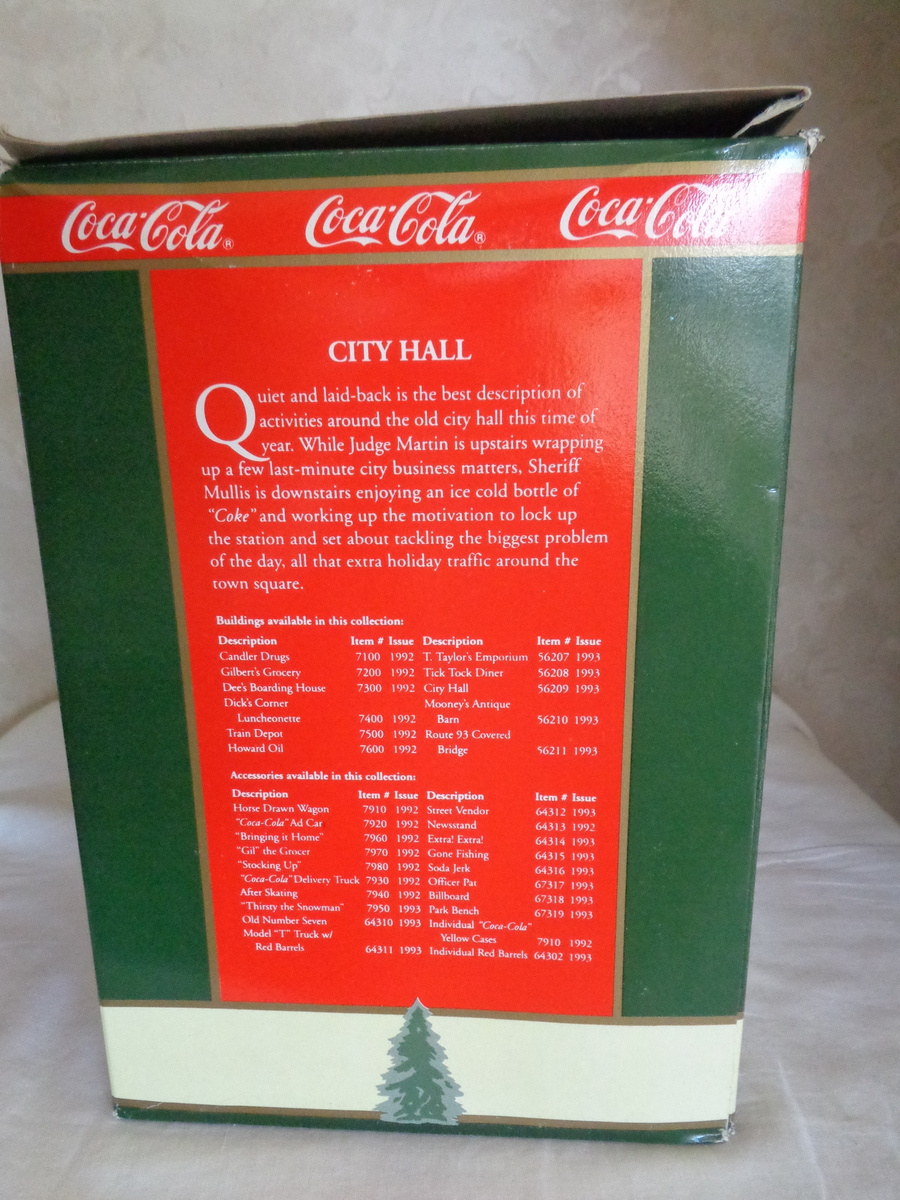 Coca-Cola® Coca-Cola® Coca-Cola
CITY HALL
Quiet and laid-back is the best description of
activities around the old city hall this time of
year. While Judge Martin is upstairs wrapping
up a few last-minute city business matters, Sheriff
Mullis is downstairs enjoying an ice cold bottle of
“Coke” and working up the motivation to lock up
the station and set about tackling the biggest problem
of the day, all that extra holiday traffic around the
town square.
Buildings available in this collection:
Description Item # Issue Description Item # Issue
Candler Drugs 7100 1992 T. Taylor's Emporium 56207 1993
Gilbert's Grocery 7200 1992 Tick Tock Diner 56208 1993
Dee's Boarding House 7300 1992 City Hall 56209 1993
Dick's Corner Mooney's Antique
Luncheonette 7400 1992 Barn 56210 1993
Train Depot 7500 1992 Route 93 Covered
Howard Oil 7600 1992 Bridge 56211 1993
Accessories available in this collection:
Description Item # Issue Description Item # Issue
Horse Drawn Wagon 7910 1992 Street Vendor 64312 1993
“Coca-Cola” Ad Car 7920 1992 Newsstand 64313 1992
“Bringing it Home” 7960 1992 Extra! Extra! 64314 1993
“Gil” the Grocer 7970 1992 Gone Fishing 64315 1993
“Stocking Up” 7980 1992 Soda Jerk 64316 1993
“Coca-Cola” Delivery Truck 7930 1992 Officer Pat 67317 1993
After Skating 7940 1992 Billboard 67318 1993
“Thirsty the Snowman” 7950 1993 Park Bench 67319 1993
Old Number Seven 64310 1993 Individual “Coca-Cola”
Model “T” Truck w/ Yellow Cases 7910 1992
Red Barrels 64311 1993 Individual Red Barrels 64302 1993